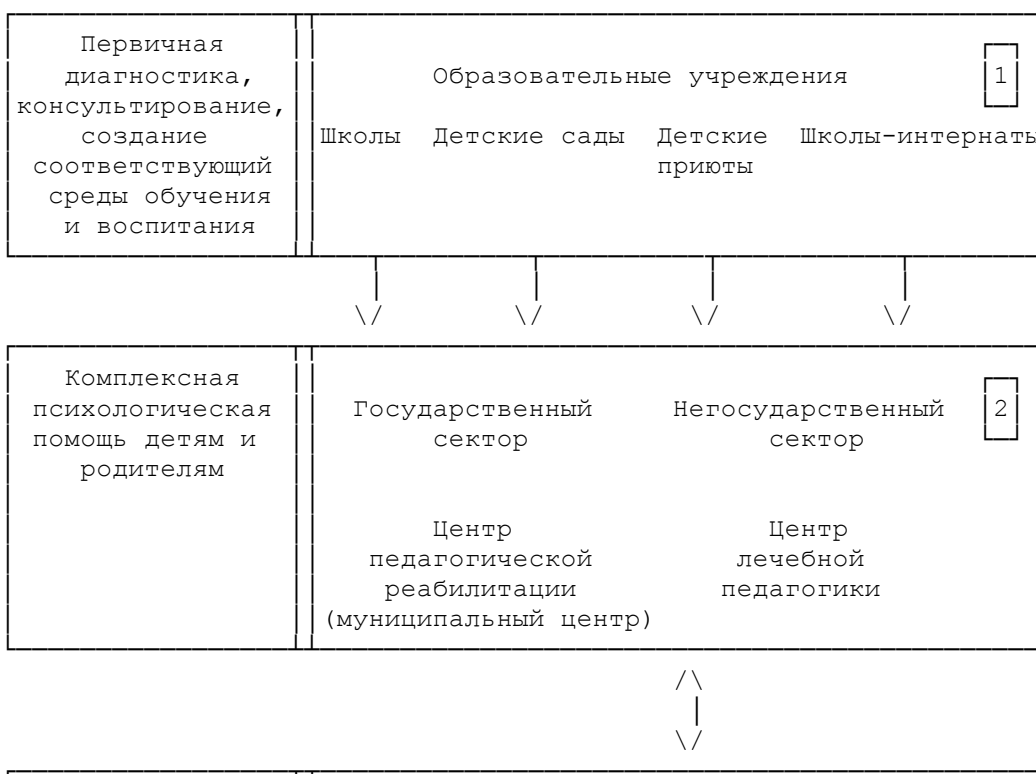 Первичная
диагностика,
консультирование,
создание
соответствующий
среды обучения
и воспитания
Образовательные учреждения 1
Школы Детские сады Детские Школы-интернаты
приюты
Комплексная
психологическая
помощь детям и
родителям
Государственный Негосударственный 2
сектор сектор
Центр Центр
педагогической лечебной
реабилитации педагогики
(муниципальный центр)